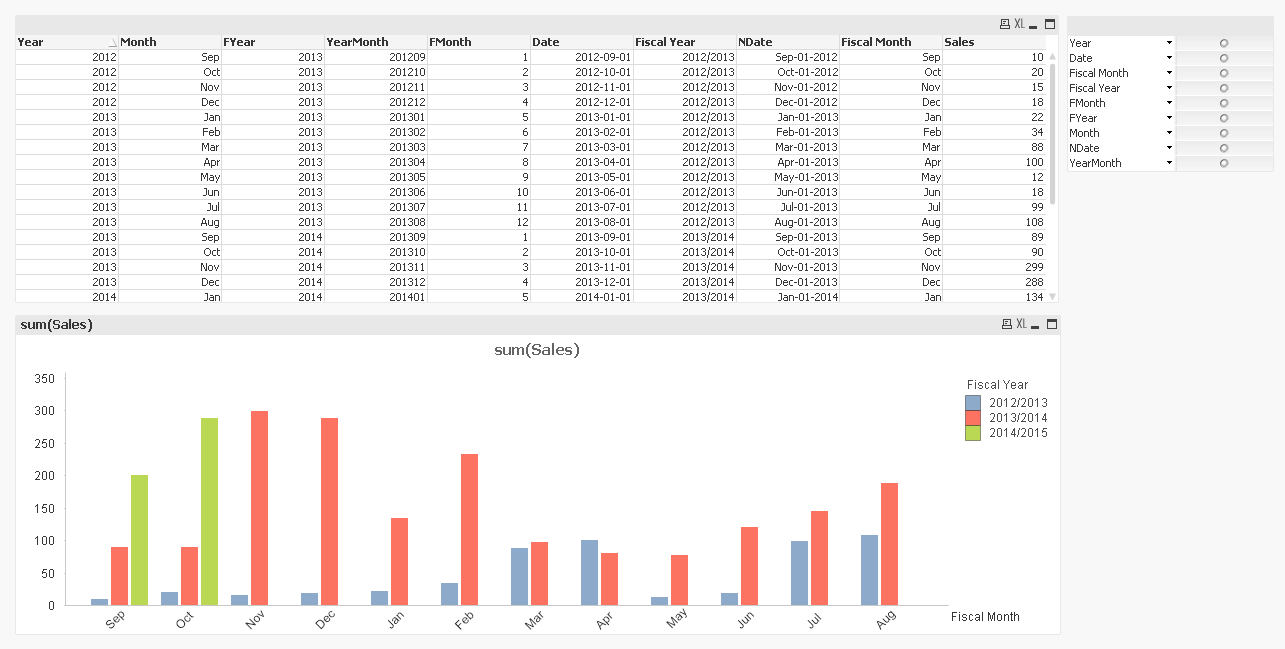 XL
Year Month FYear YearMonth FMonth Date Fiscal Year NDate Fiscal Month Sales
2012 Sep 2013 201209 1 2012-09-01 2012/2013 Sep-01-2012 Sep 10
2012 Oct 2013 201210 2 2012-10-01 2012/2013 Oct-01-2012 Oct 20
2012 Nov 2013 201211 3 2012-11-01 2012/2013 Nov-01-2012 Nov 15
2012 Dec 2013 201212 4 2012-12-01 2012/2013 Dec-01-2012 Dec 18
2013 Jan 2013 201301 5 2013-01-01 2012/2013 Jan-01-2013 Jan 22
2013 Feb 2013 201302 6 2013-02-01 2012/2013 Feb-01-2013 Feb 34
2013 Mar 2013 201303 7 2013-03-01 2012/2013 Mar-01-2013 Mar 88
2013 Apr 2013 201304 8 2013-04-01 2012/2013 Apr-01-2013 Apr 100
2013 May 2013 201305 9 2013-05-01 2012/2013 May-01-2013 May 12
2013 Jun 2013 201306 10 2013-06-01 2012/2013 Jun-01-2013 Jun 18
2013 Jul 2013 201307 11 2013-07-01 2012/2013 Jul-01-2013 Jul 99
2013 Aug 2013 201308 12 2013-08-01 2012/2013 Aug-01-2013 Aug 108
2013 Sep 2014 201309 1 2013-09-01 2013/2014 Sep-01-2013 Sep 89
2013 Oct 2014 201310 2 2013-10-01 2013/2014 Oct-01-2013 Oct 90
2013 Nov 2014 201311 3 2013-11-01 2013/2014 Nov-01-2013 Nov 299
2013 Dec 2014 201312 4 2013-12-01 2013/2014 Dec-01-2013 Dec 288
2014 Jan 2014 201401 5 2014-01-01 2013/2014 Jan-01-2014 Jan 134
Year
Date
Fiscal Month
Fiscal Year
FMonth
FYear
Month
NDate
YearMonth
sum(Sales) XL
sum(Sales)
350
300
250
200
150
100
50
0
Sep Oct Nov Dec Jan Feb Mar Apr May Jun Jul Aug
Fiscal Month
Fiscal Year
2012/2013
2013/2014
2014/2015